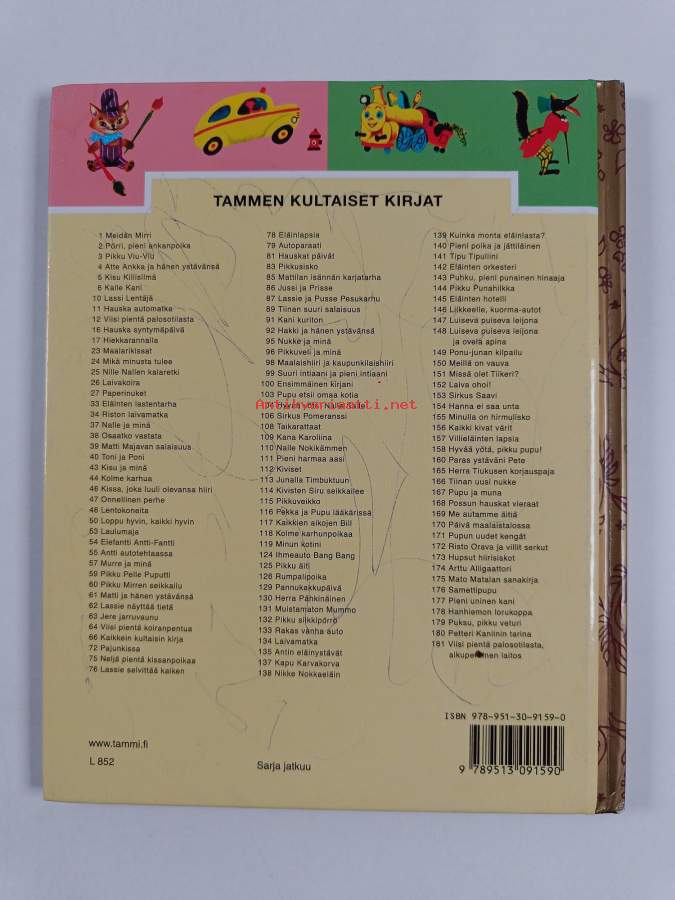 TAMMEN KULTAISET KIRJAT
1 Meidän Mirri
2 Pörri, pieni ankanpoika
3 Pikku Viu-Viu
4 Atte Ankka ja hänen ystävänsä
5 Kisu Kiiliisilmä
6 Kalle Kani
10 Lassi Lentäjä
11 Hauska automatka
12 Viisi pientä palosotilasta
16 Hauska syntymäpäivä
17 Hiekkarannalla
23 Maalarikissat
24 Mikä minusta tulee
25 Nille Nallen kalaretki
26 Laivakoira
27 Paperinuket
33 Eläinten lastentarha
34 Riston laivamatka
37 Nalle ja minä
38 Osaatko vastata
39 Matti Majavan salaisuus
40 Toni ja Poni
43 Kisu ja minä
44 Kolme karhua
46 Kissa, joka luuli olevansa hiiri
47 Onnellinen perhe
48 Lentokoneita
50 Loppu hyvin, kaikki hyvin
53 Laulumaja
54 Elefantti Antti-Fantti
55 Antti autotehtaassa
57 Murre ja minä
59 Pikku Pelle Puputti
60 Pikku Mirren seikkailu
61 Matti ja hänen ystävänsä
62 Lassie näyttää tietä
63 Jere jarruvaunu
64 Viisi pientä koiranpentua
66 Kaikkein kultaisin kirja
72 Pajunkissa
75 Neljä pientä kissanpoikaa
76 Lassie selvittää kaiken
78 Eläinlapsia
79 Autoparaati
81 Hauskat päivät
83 Pikkusisko
85 Mattilan isännän karjatarha
86 Jussi ja Prisse
87 Lassie ja Pusse Pesukarhu
89 Tiinan suuri salaisuus
91 Kani kuriton
92 Hakki ja hänen ystävänsä
95 Nukke ja minä
96 Pikkuveli ja minä
98 Maalaishiiri ja kaupunkilaishiiri
99 Suuri intiaani ja pieni intiaani
100 Ensimmäinen kirjani
103 Pupu etsii omaa kotia
104
106 Sirkus Pomeranssi
108 Taikarattaat
109 Kana Karoliina
110 Nalle Nokikämmen
111 Pieni harmaa aasi
112 Kiviset
113 Junalla Timbuktuun
114 Kivisten Siru seikkailee
115 Pikkuveikko
116 Pekka ja Pupu lääkärissä
117 Kaikkien aikojen Bill
118 Kolme karhunpoikaa
119 Minun kotini
124 Ihmeauto Bang Bang
125 Pikku äiti
128 Rumpalipoika
129 Pannukakkupäivä
130 Herra Pähkinäinen
131 Muistamaton Mummo
132 Pikku silkkipörrö
133 Rakas vanha auto
134 Laivamatka
135 Antin eläinystävät
137 Kapu Karvakorva
138 Nikke Nokkaeläin
139 Kuinka monta eläinlasta?
140 Pieni poika ja jättiläinen
141 Tipu Tipuliini
142 Eläinten orkesteri
143 Puhku, pieni punainen hinaaja
144 Pikku Punahilkka
145 Eläinten hotelli
146 Liikkeelle, kuorma-autot
147 Luiseva puiseva leijona
148 Luiseva puiseva leijona
ja ovelä apina
149 Ponu-junan kilpailu
150 Meillä on vauva
151 Missä olet Tiikeri?
152 Laiva ohoi!
153 Sirkus Saavi
154 Hanna ei saa unta
155 Minulla on hirmulisko
156 Kaikki kivat värit
157 Villieläinten lapsia
158 Hyvää yötä, pikku pupu!
160 Paras ystäväni Pete
165 Herra Tiukusen korjauspaja
166 Tiinan uusi nukke
167 Pupu ja muna
168 Possun hauskat vieraat
169 Me autamme äitiä
170 Päivä maalaistalossa
171 Pupun uudet kengät
172 Risto Orava ja villit serkut
173 Hupsut hiirisiskot
174 Arttu Alligaattori
175 Mato Matalan sanakirja
176 Samettipupu
177 Pieni uninen kani
178 Hanhiemon lorukoppa
179 Puksu, pikku veturi
180 Petteri Kaniinin tarina
181 Viisi pientä palosotilasta,
alkuperäinen laitos
www.tammi.fi
L 852
Sarja jatkuu
ISBN 978-951-30-9159-0
9 789513 091590
Antikvariaatti.net